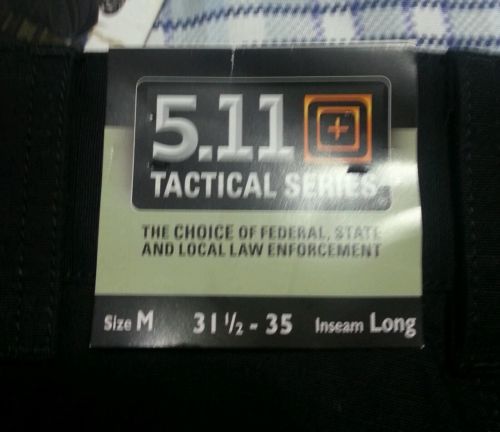 5.11
TACTICAL SERIES
THE CHOICE OF FEDERAL, STATE
AND LOCAL LAW ENFORCEMENT
Size M 31 ½ - 35 Inseam Long